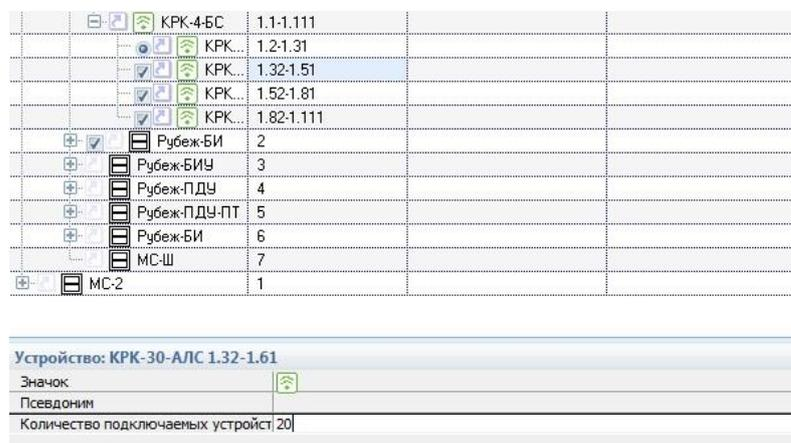 КРК-4-БС 1.1-1.111
КРК... 1.2-1.31
КРК... 1.32-1.51
КРК... 1.52-1.81
КРК... 1.82-1.111
Рубеж-БИ 2
Рубеж-БИУ 3
Рубеж-ПДУ 4
Рубеж-ПДУ-ПТ 5
Рубеж-БИ 6
МС-Ш 7
МС-2 1
Устройство: КРК-30-АЛС 1.32-1.61
Значок
Псевдоним
Количество подключаемых устройст 20